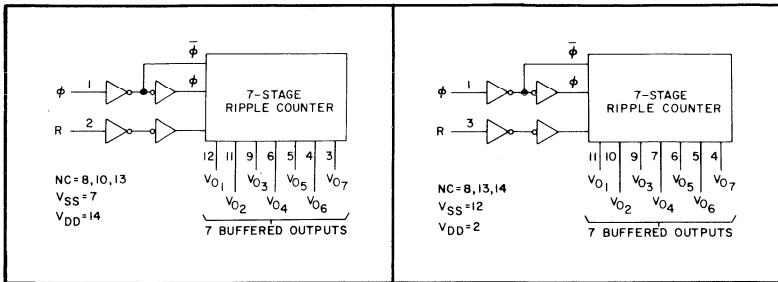 φ̅
φ 1 φ
7-STAGE
RIPPLE COUNTER
R 2
12 11 9 6 5 4 3
NC=8,10,13
VSS=7
VDD=14
VO1 VO3 VO5 VO7
VO2 VO4 VO6
7 BUFFERED OUTPUTS
φ̅
φ 1 φ
7-STAGE
RIPPLE COUNTER
R 3
11 10 9 7 6 5 4
NC=8,13,14
VSS=12
VDD=2
VO1 VO3 VO5 VO7
VO2 VO4 VO6
7 BUFFERED OUTPUTS